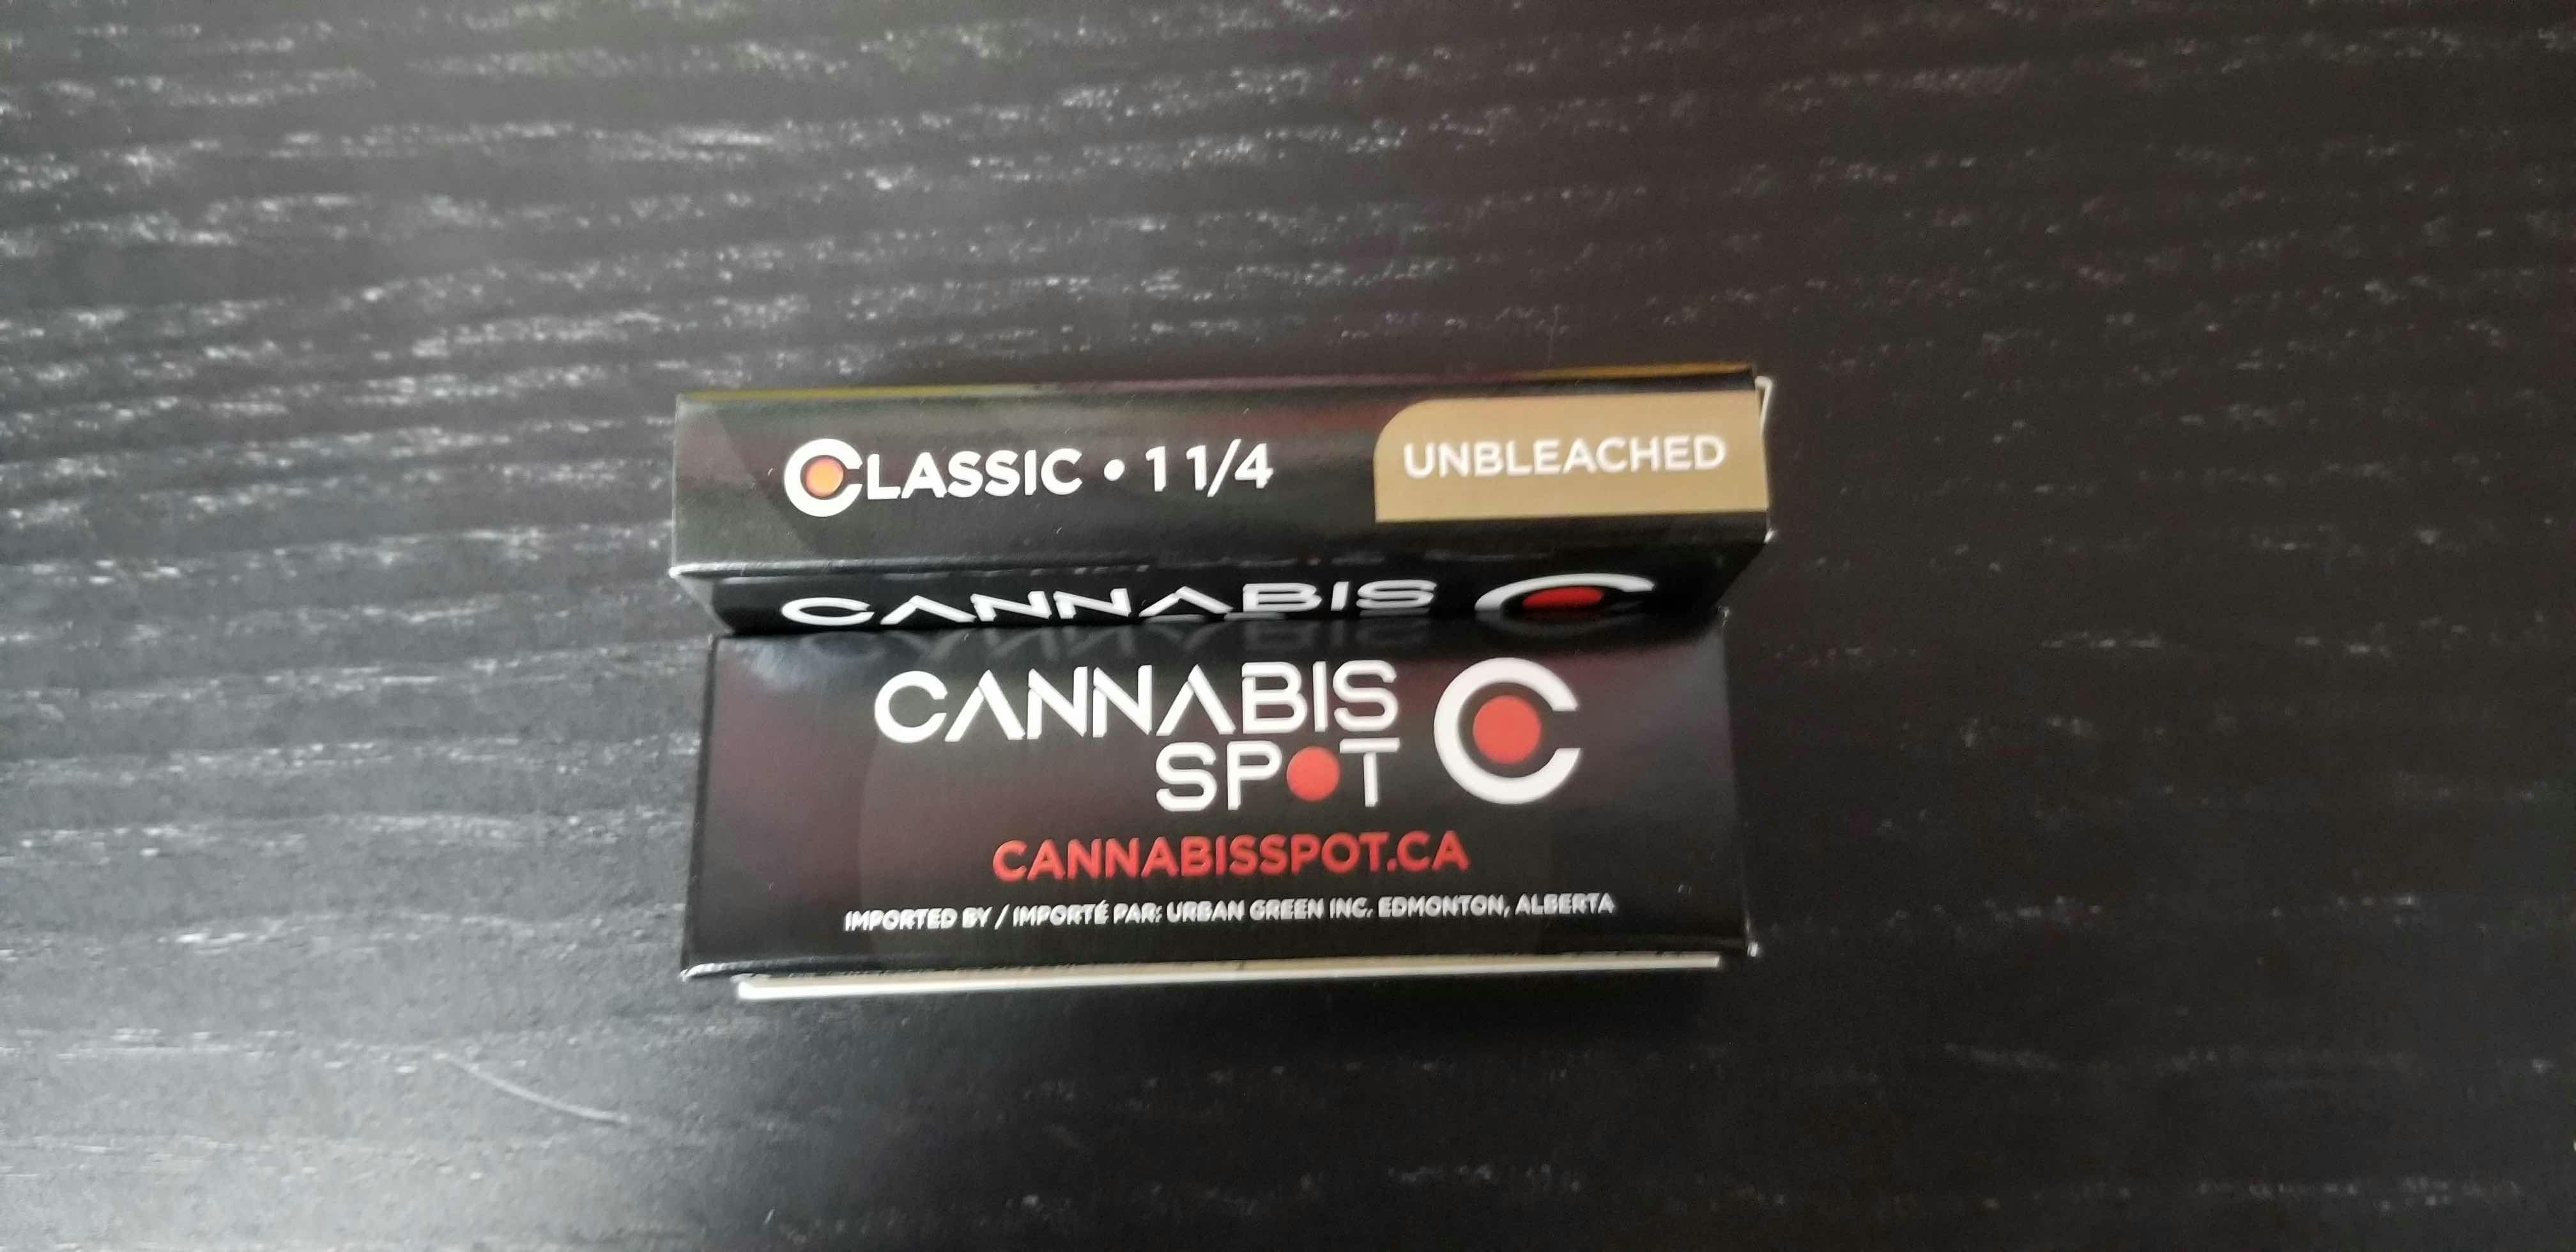 CLASSIC • 1 1/4
UNBLEACHED
CANNABIS
CANNABIS
SPOT
CANNABISSPOT.CA
IMPORTED BY / IMPORTÉ PAR: URBAN GREEN INC. EDMONTON, ALBERTA